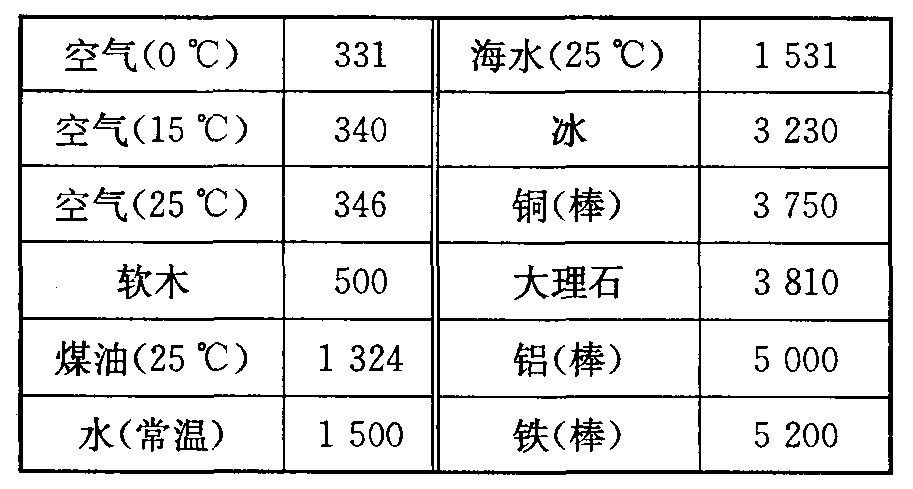 空气(0 ℃) 331 海水(25 ℃) 1 531
空气(15 ℃) 340 冰 3 230
空气(25 ℃) 346 铜(棒) 3 750
软木 500 大理石 3 810
煤油(25 ℃) 1 324 铝(棒) 5 000
水(常温) 1 500 铁(棒) 5 200